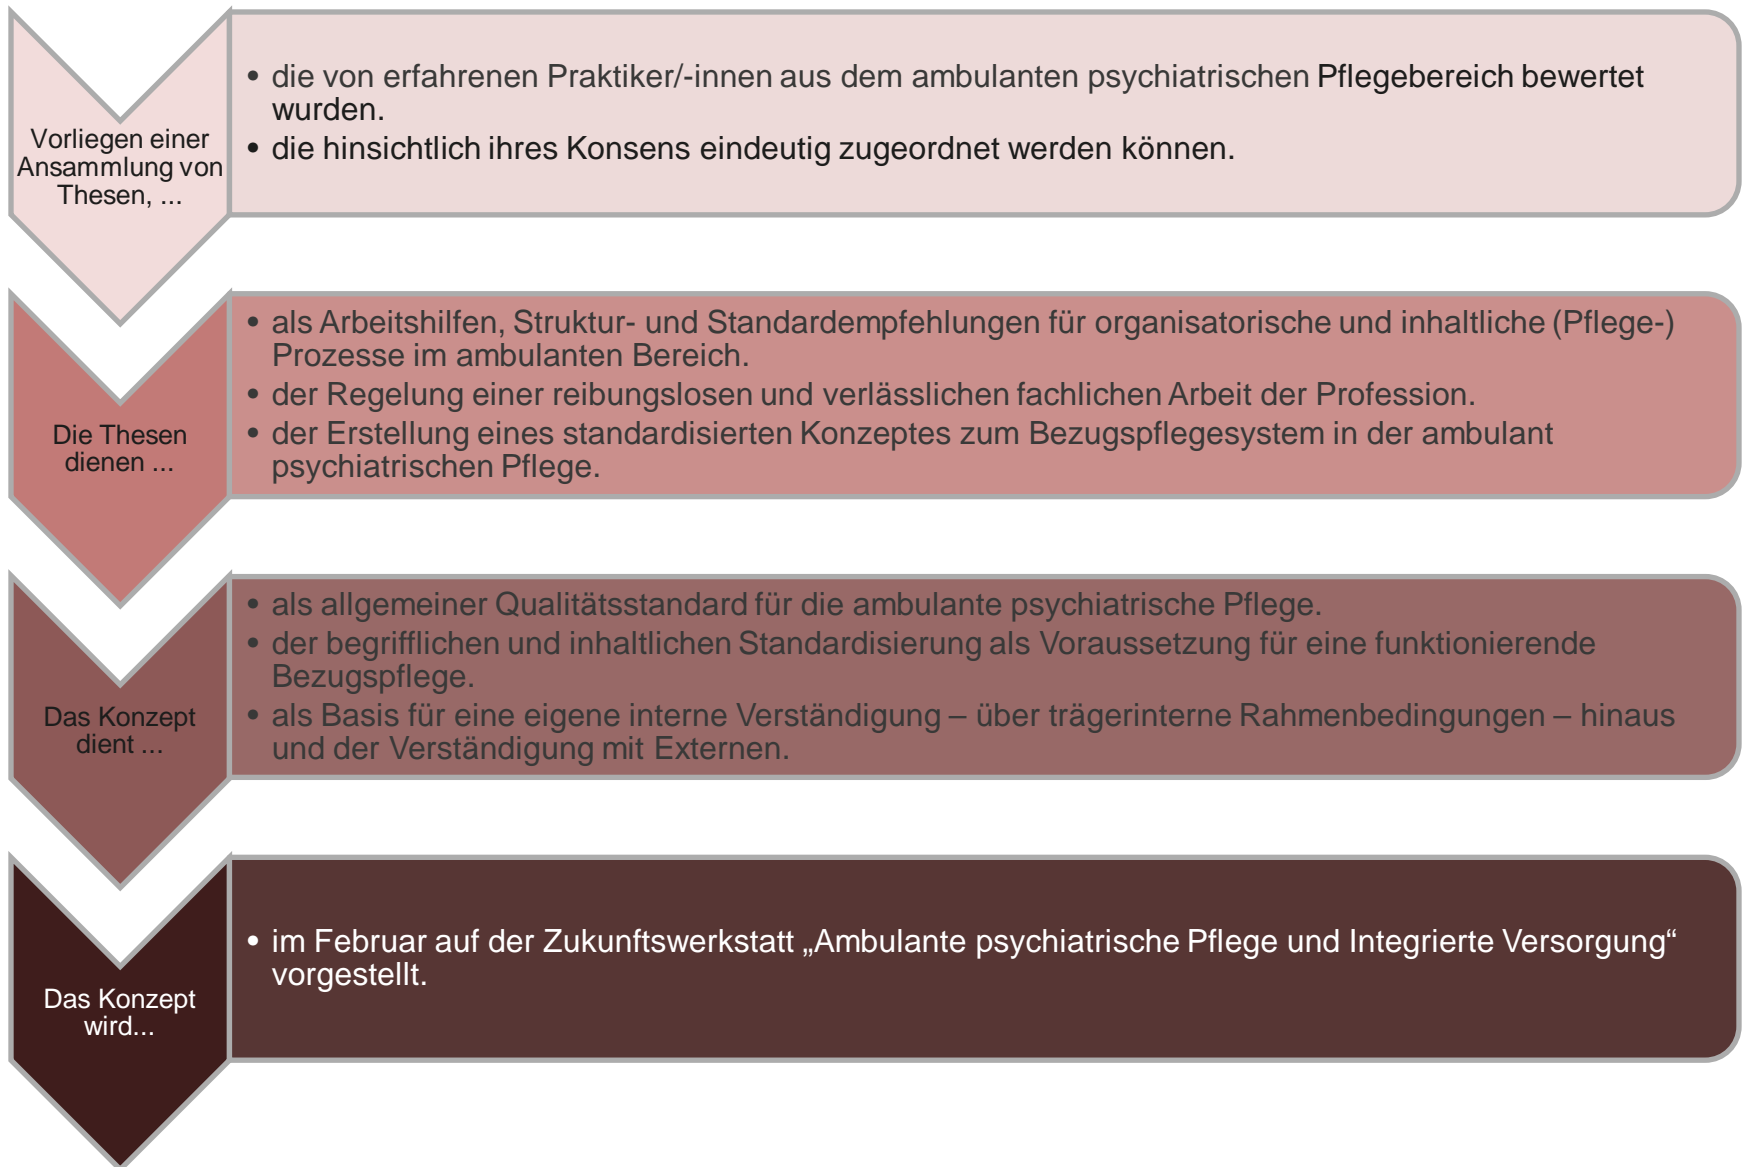 Vorliegen einer
Ansammlung von
Thesen, ...
• die von erfahrenen Praktiker/-innen aus dem ambulanten psychiatrischen Pflegebereich bewertet
wurden.
• die hinsichtlich ihres Konsens eindeutig zugeordnet werden können.
Die Thesen
dienen ...
• als Arbeitshilfen, Struktur- und Standardempfehlungen für organisatorische und inhaltliche (Pflege-)
Prozesse im ambulanten Bereich.
• der Regelung einer reibungslosen und verlässlichen fachlichen Arbeit der Profession.
• der Erstellung eines standardisierten Konzeptes zum Bezugspflegesystem in der ambulant
psychiatrischen Pflege.
Das Konzept
dient ...
• als allgemeiner Qualitätsstandard für die ambulante psychiatrische Pflege.
• der begrifflichen und inhaltlichen Standardisierung als Voraussetzung für eine funktionierende
Bezugspflege.
• als Basis für eine eigene interne Verständigung – über trägerinterne Rahmenbedingungen – hinaus
und der Verständigung mit Externen.
Das Konzept
wird...
• im Februar auf der Zukunftswerkstatt „Ambulante psychiatrische Pflege und Integrierte Versorgung“
vorgestellt.